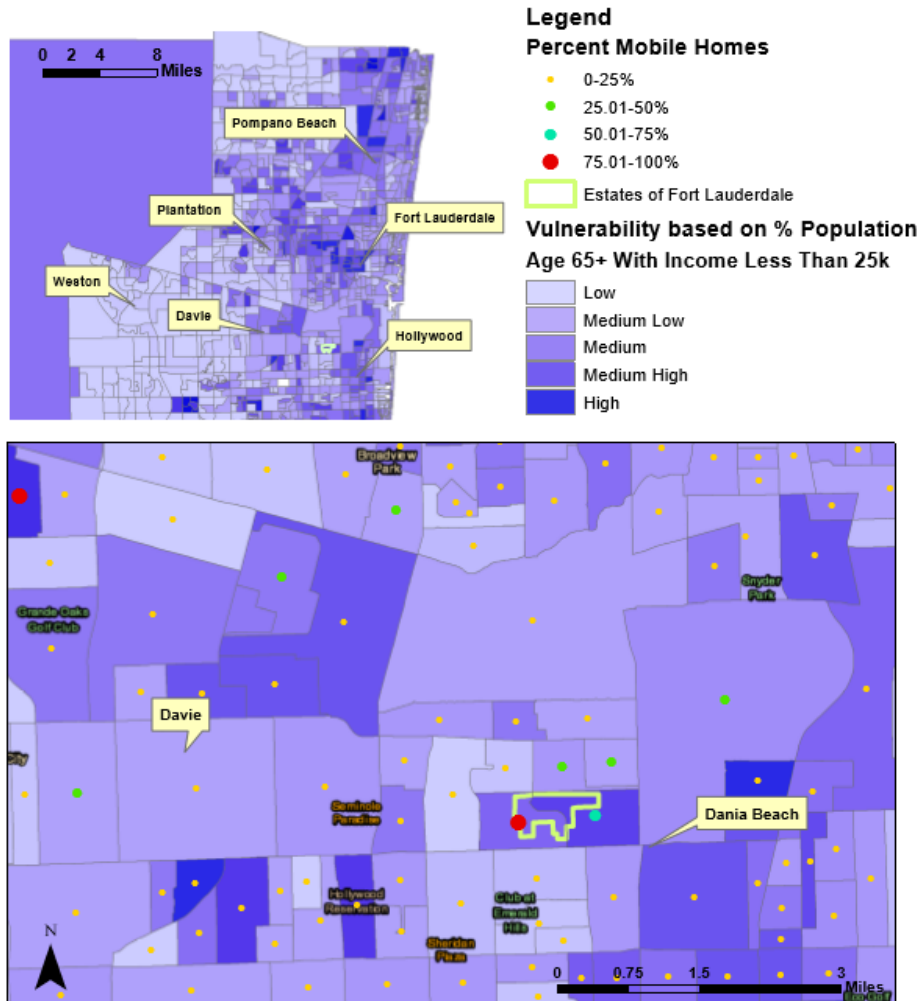 0 2 4 8
Miles
Pompano Beach
Plantation
Fort Lauderdale
Weston
Davie
Hollywood
Legend
Percent Mobile Homes
0-25%
25.01-50%
50.01-75%
75.01-100%
Estates of Fort Lauderdale
Vulnerability based on % Population
Age 65+ With Income Less Than 25k
Low
Medium Low
Medium
Medium High
High
Broadview
Park
Snyder
Park
Grande Oaks
Golf Club
Davie
City
Seminole
Paradise
Dania Beach
Hollywood
Reservation
Club at
Emerald
Hills
Sheridan
Plaza
N
0 0.75 1.5 3
Miles
Golf